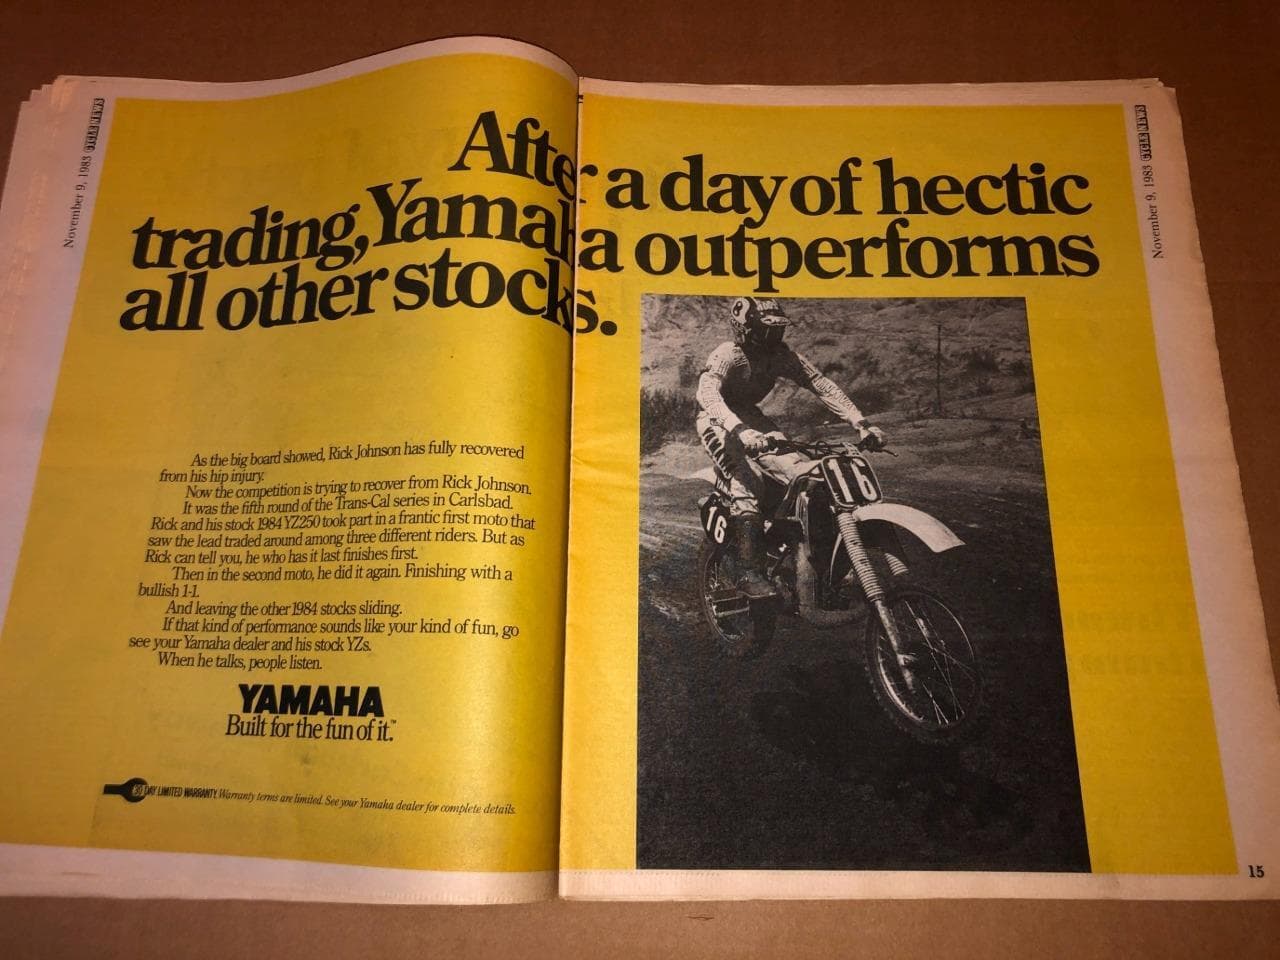 November 9, 1983 CYCLE NEWS
After a day of hectic
trading, Yamaha outperforms
all other stocks.
As the big board showed, Rick Johnson has fully recovered
from his hip injury.
Now the competition is trying to recover from Rick Johnson.
It was the fifth round of the Trans-Cal series in Carlsbad.
Rick and his stock 1984 YZ250 took part in a frantic first moto that
saw the lead traded around among three different riders. But as
Rick can tell you, he who has it last finishes first.
Then in the second moto, he did it again. Finishing with a
bullish 1-1.
And leaving the other 1984 stocks sliding.
If that kind of performance sounds like your kind of fun, go
see your Yamaha dealer and his stock YZs.
When he talks, people listen.
YAMAHA
Built for the fun of it.™
30 DAY LIMITED WARRANTY. Warranty terms are limited. See your Yamaha dealer for complete details.
16
16
November 9, 1983 CYCLE NEWS
15